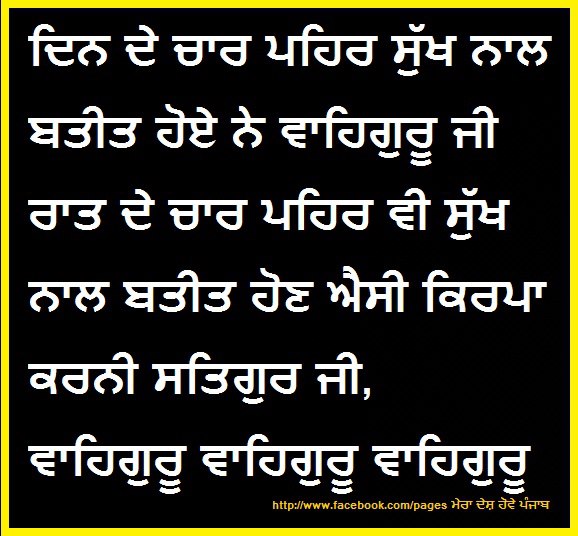 ਦਿਨ ਦੇ ਚਾਰ ਪਹਿਰ ਸੁੱਖ ਨਾਲ
ਬਤੀਤ ਹੋਏ ਨੇ ਵਾਹਿਗੁਰੂ ਜੀ
ਰਾਤ ਦੇ ਚਾਰ ਪਹਿਰ ਵੀ ਸੁੱਖ
ਨਾਲ ਬਤੀਤ ਹੋਣ ਐਸੀ ਕਿਰਪਾ
ਕਰਨੀ ਸਤਿਗੁਰ ਜੀ,
ਵਾਹਿਗੁਰੂ ਵਾਹਿਗੁਰੂ ਵਾਹਿਗੁਰੂ
http://www.facebook.com/pages ਮੇਰਾ ਦੇਸ਼ ਹੋਵੇ ਪੰਜਾਬ